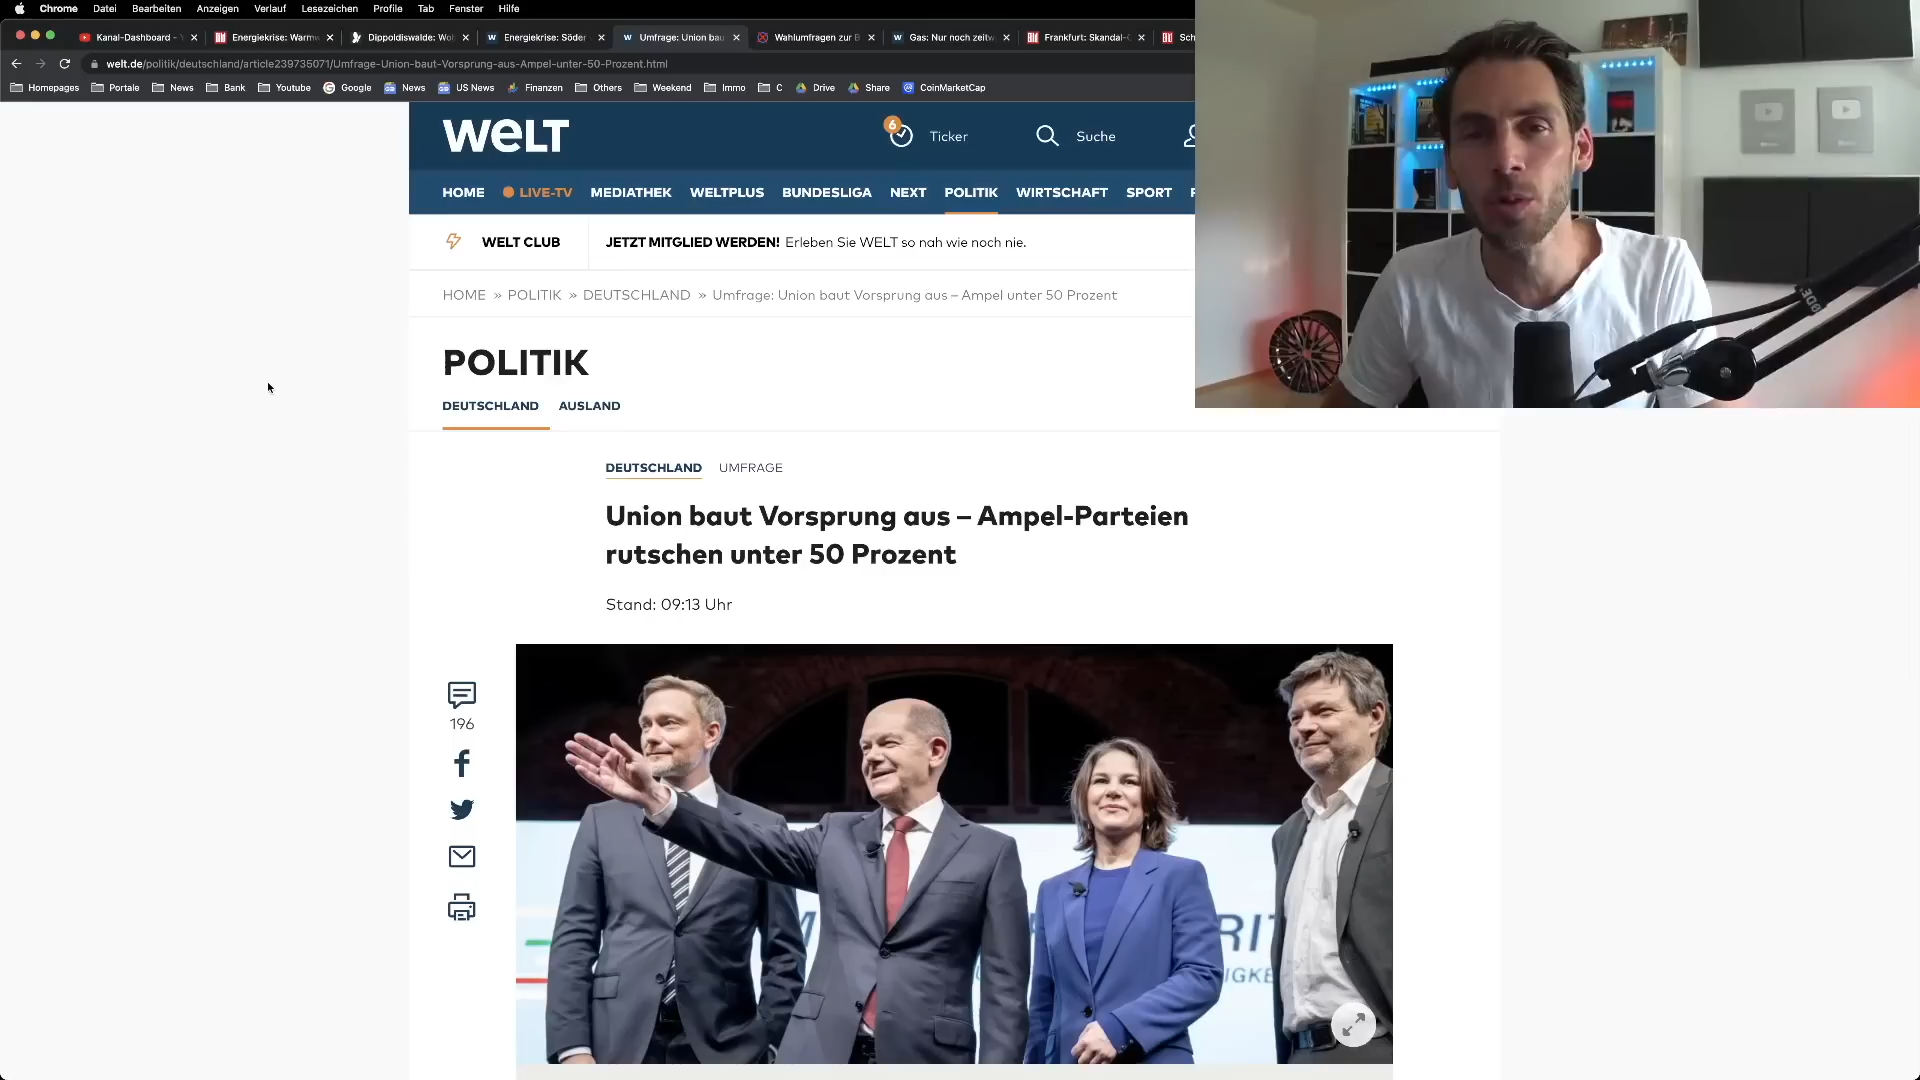 Chrome Datei Bearbeiten Anzeigen Verlauf Lesezeichen Profile Tab Fenster Hilfe
Kanal-Dashboard - Energiekrise: Warmw Dippoldiswalde: Wo Energiekrise: Söder Umfrage: Union bau Wahlumfragen zur B Gas: Nur noch zeitw Frankfurt: Skandal- Sch
welt.de/politik/deutschland/article239735071/Umfrage-Union-baut-Vorsprung-aus-Ampel-unter-50-Prozent.html
Homepages Portale News Bank Youtube Google News US News Finanzen Others Weekend Immo C Drive Share CoinMarketCap
WELT
6
Ticker Suche
HOME LIVE-TV MEDIATHEK WELTPLUS BUNDESLIGA NEXT POLITIK WIRTSCHAFT SPORT
WELT CLUB JETZT MITGLIED WERDEN! Erleben Sie WELT so nah wie noch nie.
HOME » POLITIK » DEUTSCHLAND » Umfrage: Union baut Vorsprung aus – Ampel unter 50 Prozent
POLITIK
DEUTSCHLAND AUSLAND
DEUTSCHLAND UMFRAGE
Union baut Vorsprung aus – Ampel-Parteien
rutschen unter 50 Prozent
Stand: 09:13 Uhr
196